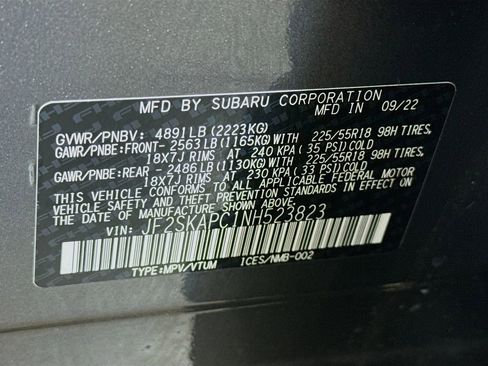 MFD BY SUBARU CORPORATION
MFD. IN 09/22
GVWR/PNBV: 4891LB(2223KG)
GAWR/PNBE:FRONT- 2563LB(1165KG)WITH 225/55R18 98H TIRES
18X7J RIMS AT 240 KPA (35 PSI)COLD
GAWR/PNBE:REAR - 2486LB(1130KG)WITH 225/55R18 98H TIRES
18X7J RIMS AT 230 KPA (33 PSI)COLD
THIS VEHICLE CONFORMS TO ALL APPLICABLE FEDERAL MOTOR
VEHICLE SAFETY AND THEFT PREVENTION STANDARDS IN EFFECT ON
THE DATE OF MANUFACTURE SHOWN ABOVE.
VIN: JF2SKAPC1NH523823
TYPE:MPV/VTUM ICES/NMB-002